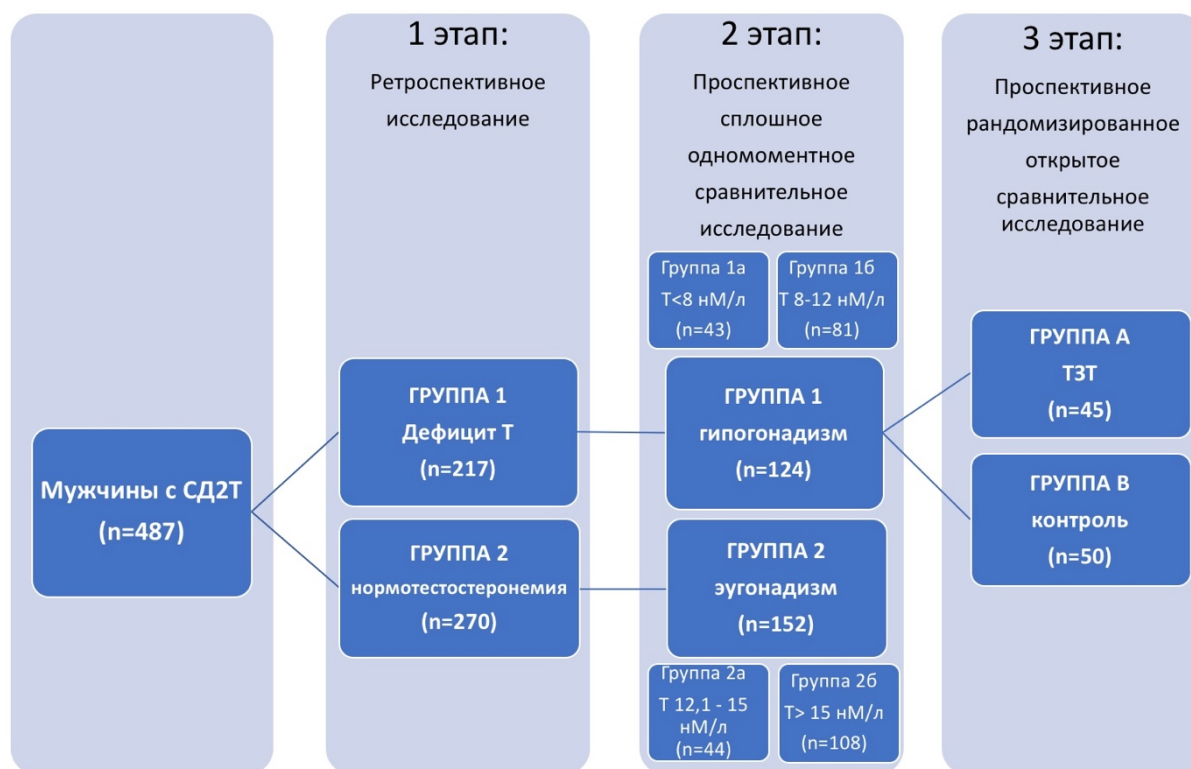 1 этап:
Ретроспективное
исследование
2 этап:
Проспективное
сплошное
одномоментное
сравнительное
исследование
3 этап:
Проспективное
рандомизированное
открытое
сравнительное
исследование
Мужчины с СД2Т
(n=487)
ГРУППА 1
Дефицит Т
(n=217)
ГРУППА 2
нормотестостеронемия
(n=270)
Группа 1а
Т<8 нМ/л
(n=43)
Группа 1б
Т 8-12 нМ/л
(n=81)
ГРУППА 1
гипогонадизм
(n=124)
ГРУППА 2
эугонадизм
(n=152)
Группа 2а
Т 12,1 - 15
нМ/л
(n=44)
Группа 2б
Т> 15 нМ/л
(n=108)
ГРУППА А
ТЗТ
(n=45)
ГРУППА В
контроль
(n=50)